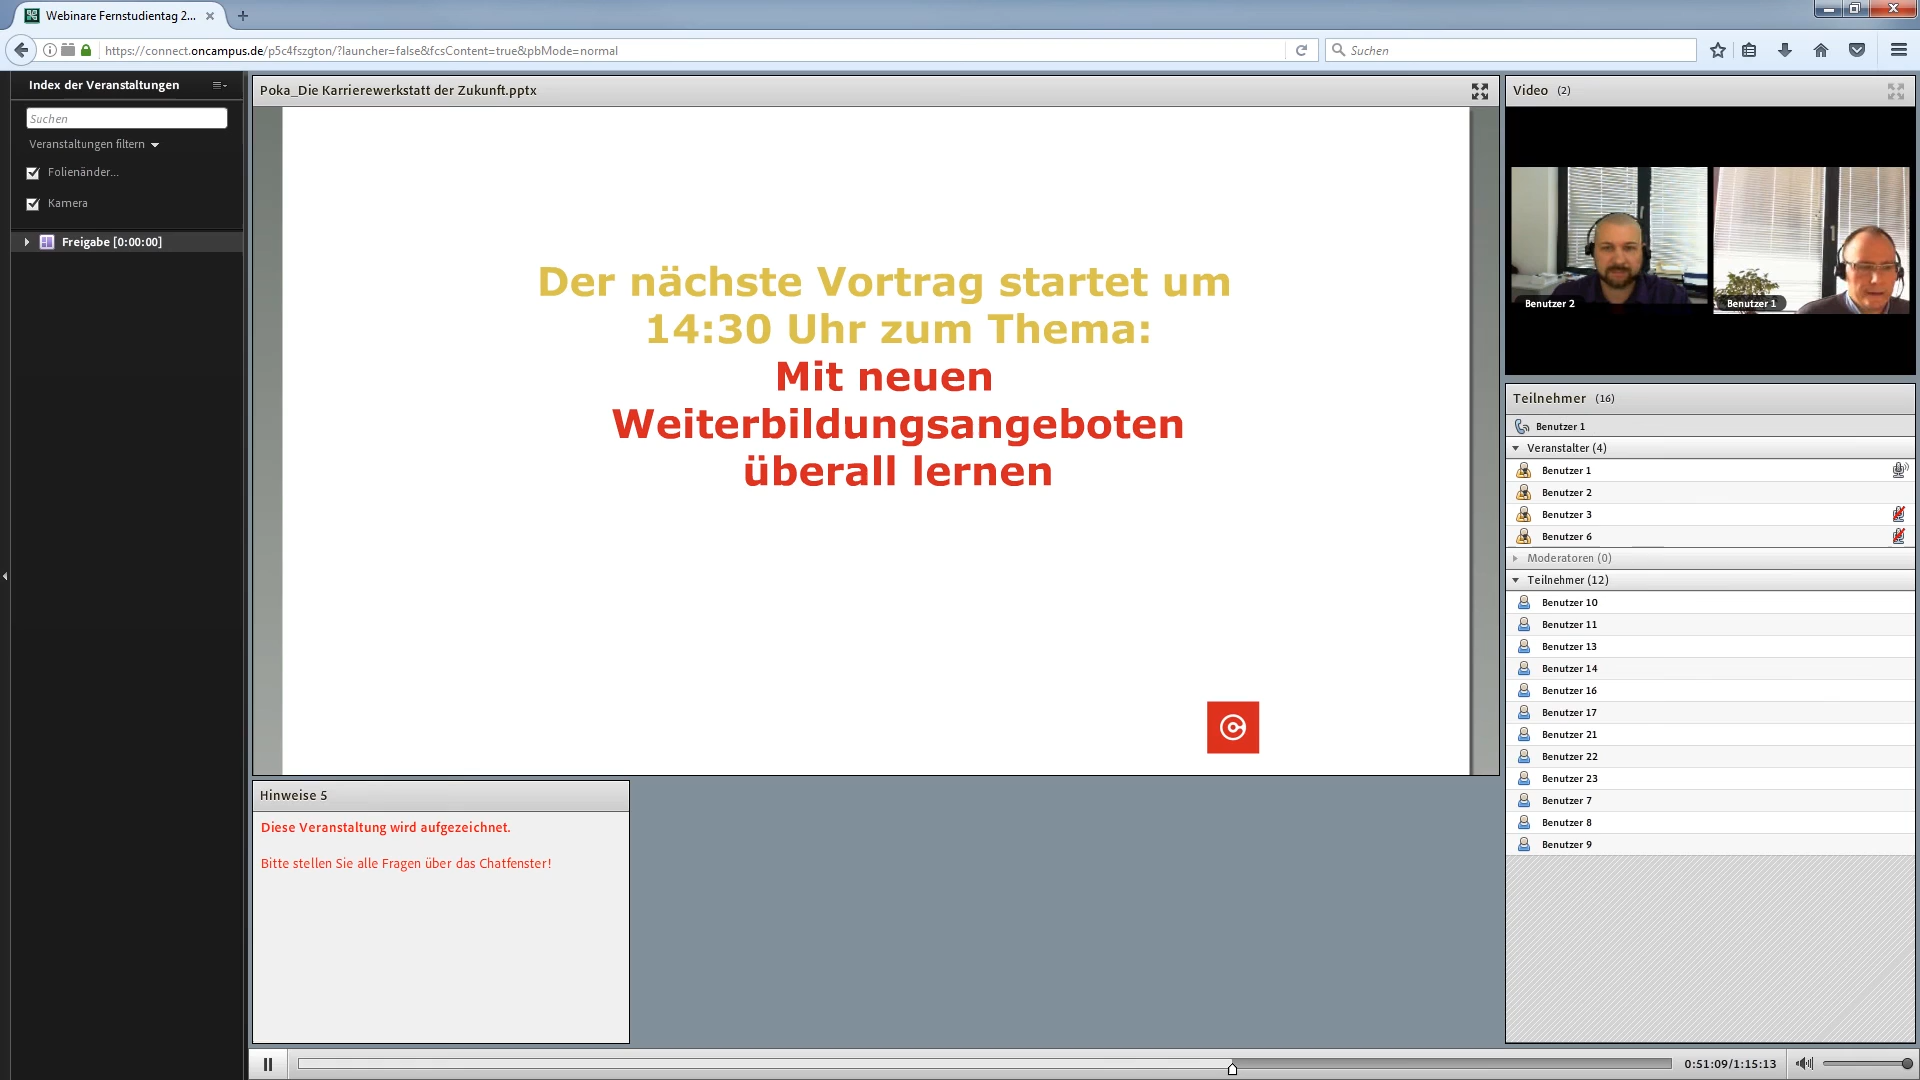 Webinare Fernstudientag 2...
https://connect.oncampus.de/p5c4fszgton/?launcher=false&fcsContent=true&pbMode=normal
Suchen
Index der Veranstaltungen
Suchen
Veranstaltungen filtern
Folienänder...
Kamera
Freigabe [0:00:00]
Poka_Die Karrierewerkstatt der Zukunft.pptx
Der nächste Vortrag startet um
14:30 Uhr zum Thema:
Mit neuen
Weiterbildungsangeboten
überall lernen
Hinweise 5
Diese Veranstaltung wird aufgezeichnet.
Bitte stellen Sie alle Fragen über das Chatfenster!
0:51:09/1:15:13
Video (2)
Benutzer 2
Benutzer 1
Teilnehmer (16)
Benutzer 1
Veranstalter (4)
Benutzer 1
Benutzer 2
Benutzer 3
Benutzer 6
Moderatoren (0)
Teilnehmer (12)
Benutzer 10
Benutzer 11
Benutzer 13
Benutzer 14
Benutzer 16
Benutzer 17
Benutzer 21
Benutzer 22
Benutzer 23
Benutzer 7
Benutzer 8
Benutzer 9